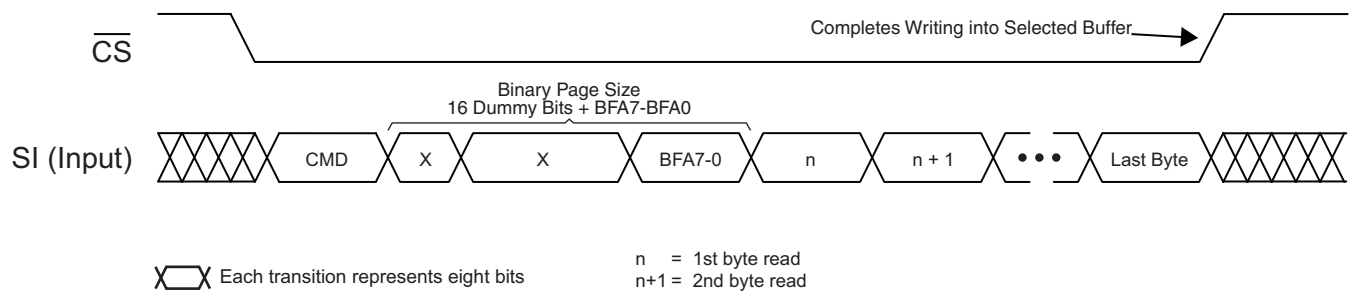 Completes Writing into Selected Buffer
CS
Binary Page Size
16 Dummy Bits + BFA7-BFA0
SI (Input)
CMD X X BFA7-0 n n + 1 ••• Last Byte
Each transition represents eight bits
n = 1st byte read
n+1 = 2nd byte read